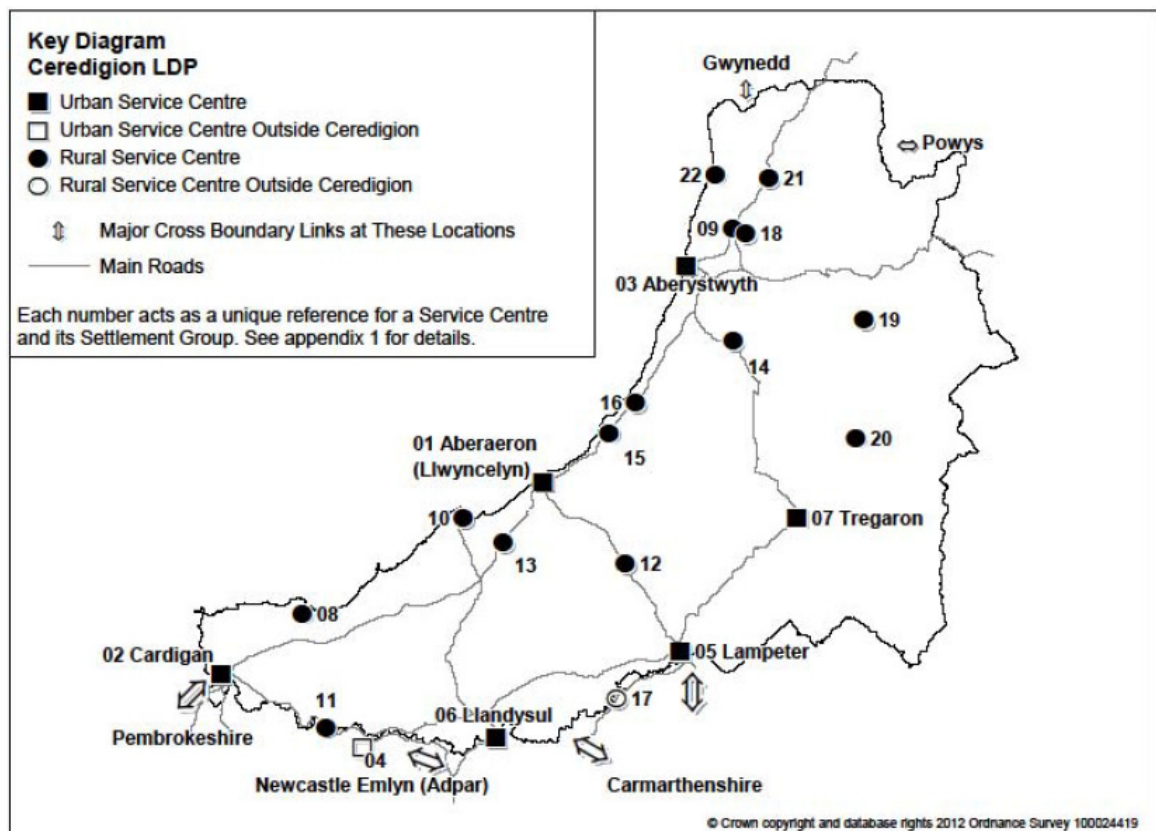 Key Diagram
Ceredigion LDP
Urban Service Centre
Urban Service Centre Outside Ceredigion
Rural Service Centre
Rural Service Centre Outside Ceredigion
Major Cross Boundary Links at These Locations
Main Roads
Each number acts as a unique reference for a Service Centre
and its Settlement Group. See appendix 1 for details.
Gwynedd
Powys
22
21
09
18
03 Aberystwyth
19
14
16
15
20
01 Aberaeron
(Llwyncelyn)
10
13
12
07 Tregaron
08
02 Cardigan
05 Lampeter
11
17
06 Llandysul
Pembrokeshire
04
Newcastle Emlyn (Adpar)
Carmarthenshire
© Crown copyright and database rights 2012 Ordnance Survey 100024419